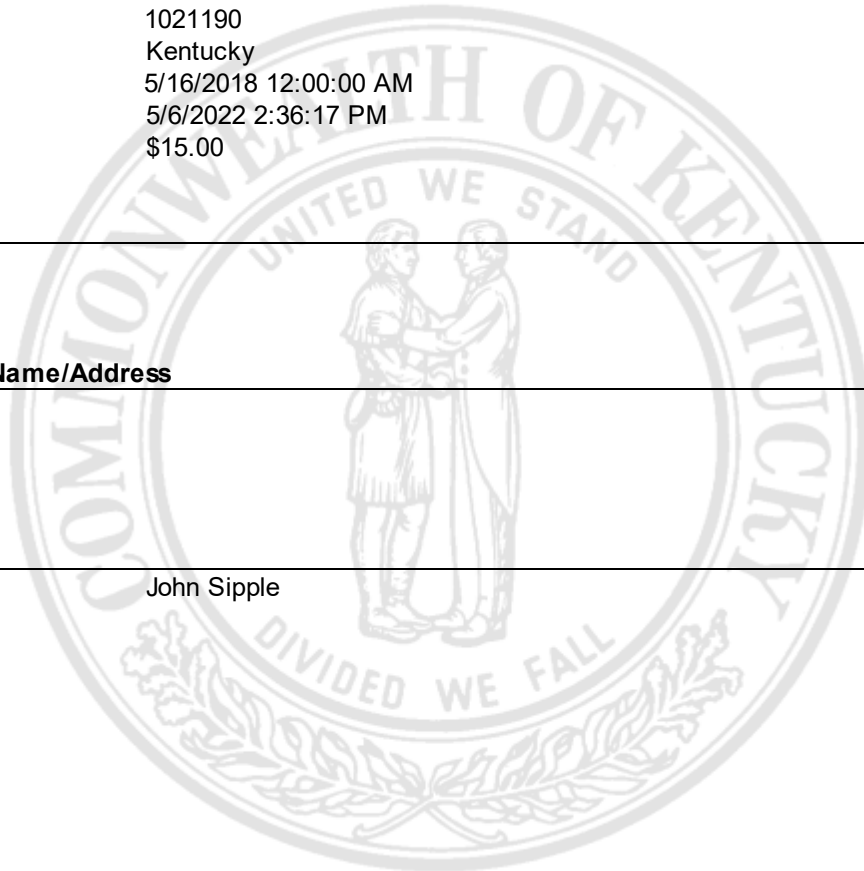 1021190
Kentucky
5/16/2018 12:00:00 AM
5/6/2022 2:36:17 PM
$15.00
COMMONWEALTH OF KENTUCKY
UNITED WE STAND
Name/Address
John Sipple
DIVIDED WE FALL